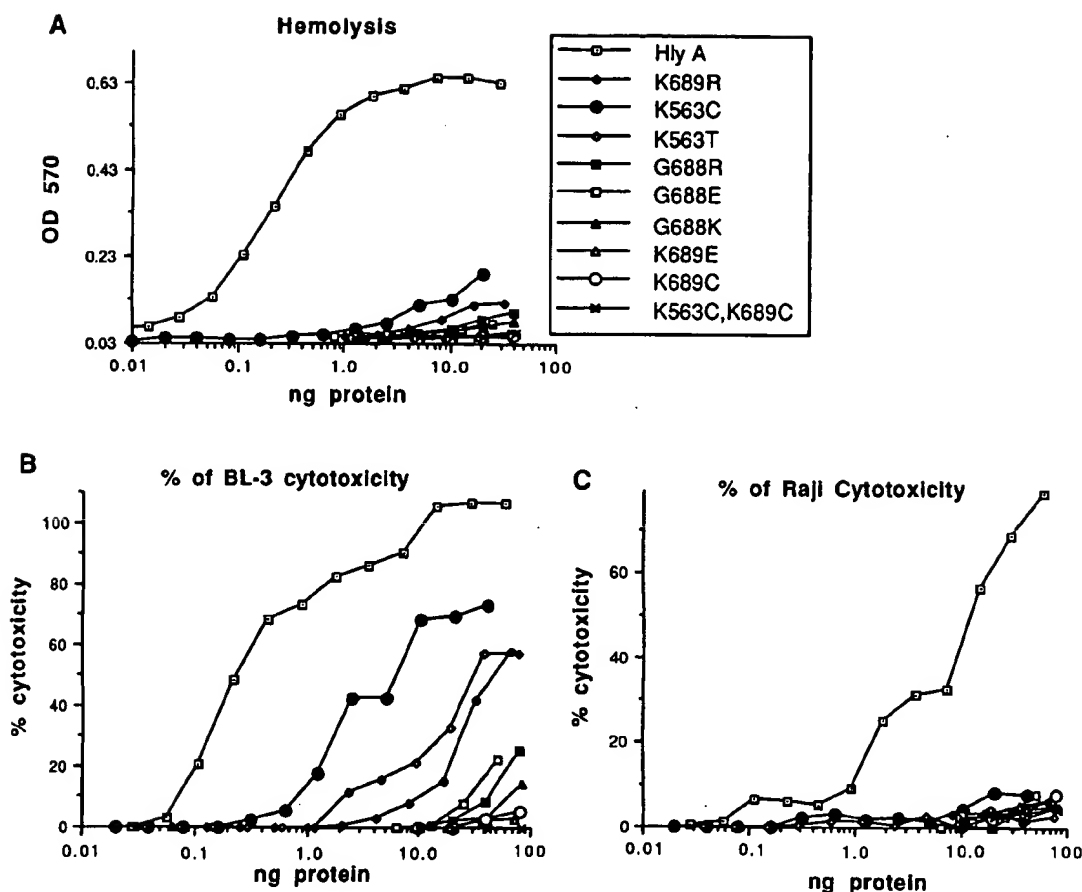 A
Hemolysis
OD 570
0.63
0.43
0.23
0.03
0.01 0.1 1.0 10.0 100
ng protein
Hly A
K689R
K563C
K563T
G688R
G688E
G688K
K689E
K689C
K563C,K689C
B
% of BL-3 cytotoxicity
% cytotoxicity
100
80
60
40
20
0
0.01 0.1 1.0 10.0 100
ng protein
C
% of Raji Cytotoxicity
% cytotoxicity
60
40
20
0
0.01 0.1 1.0 10.0 100
ng protein